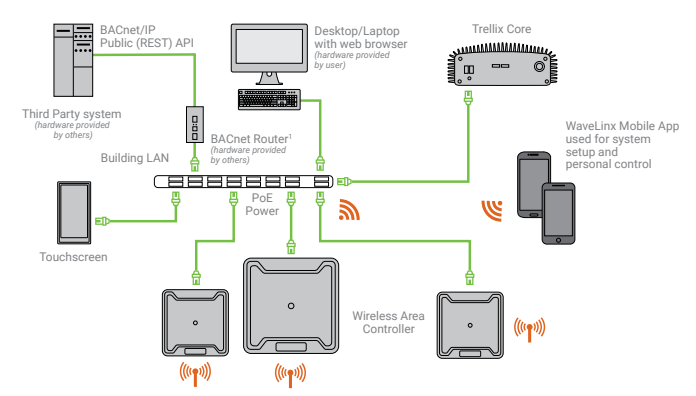 BACnet/IP
Public (REST) API
Desktop/Laptop
with web browser
(hardware provided
by user)
Trellix Core
Third Party system
(hardware provided
by others)
BACnet Router¹
(hardware provided
by others)
WaveLinx Mobile App
used for system
setup and
personal control
Building LAN
PoE
Power
Touchscreen
Wireless Area
Controller